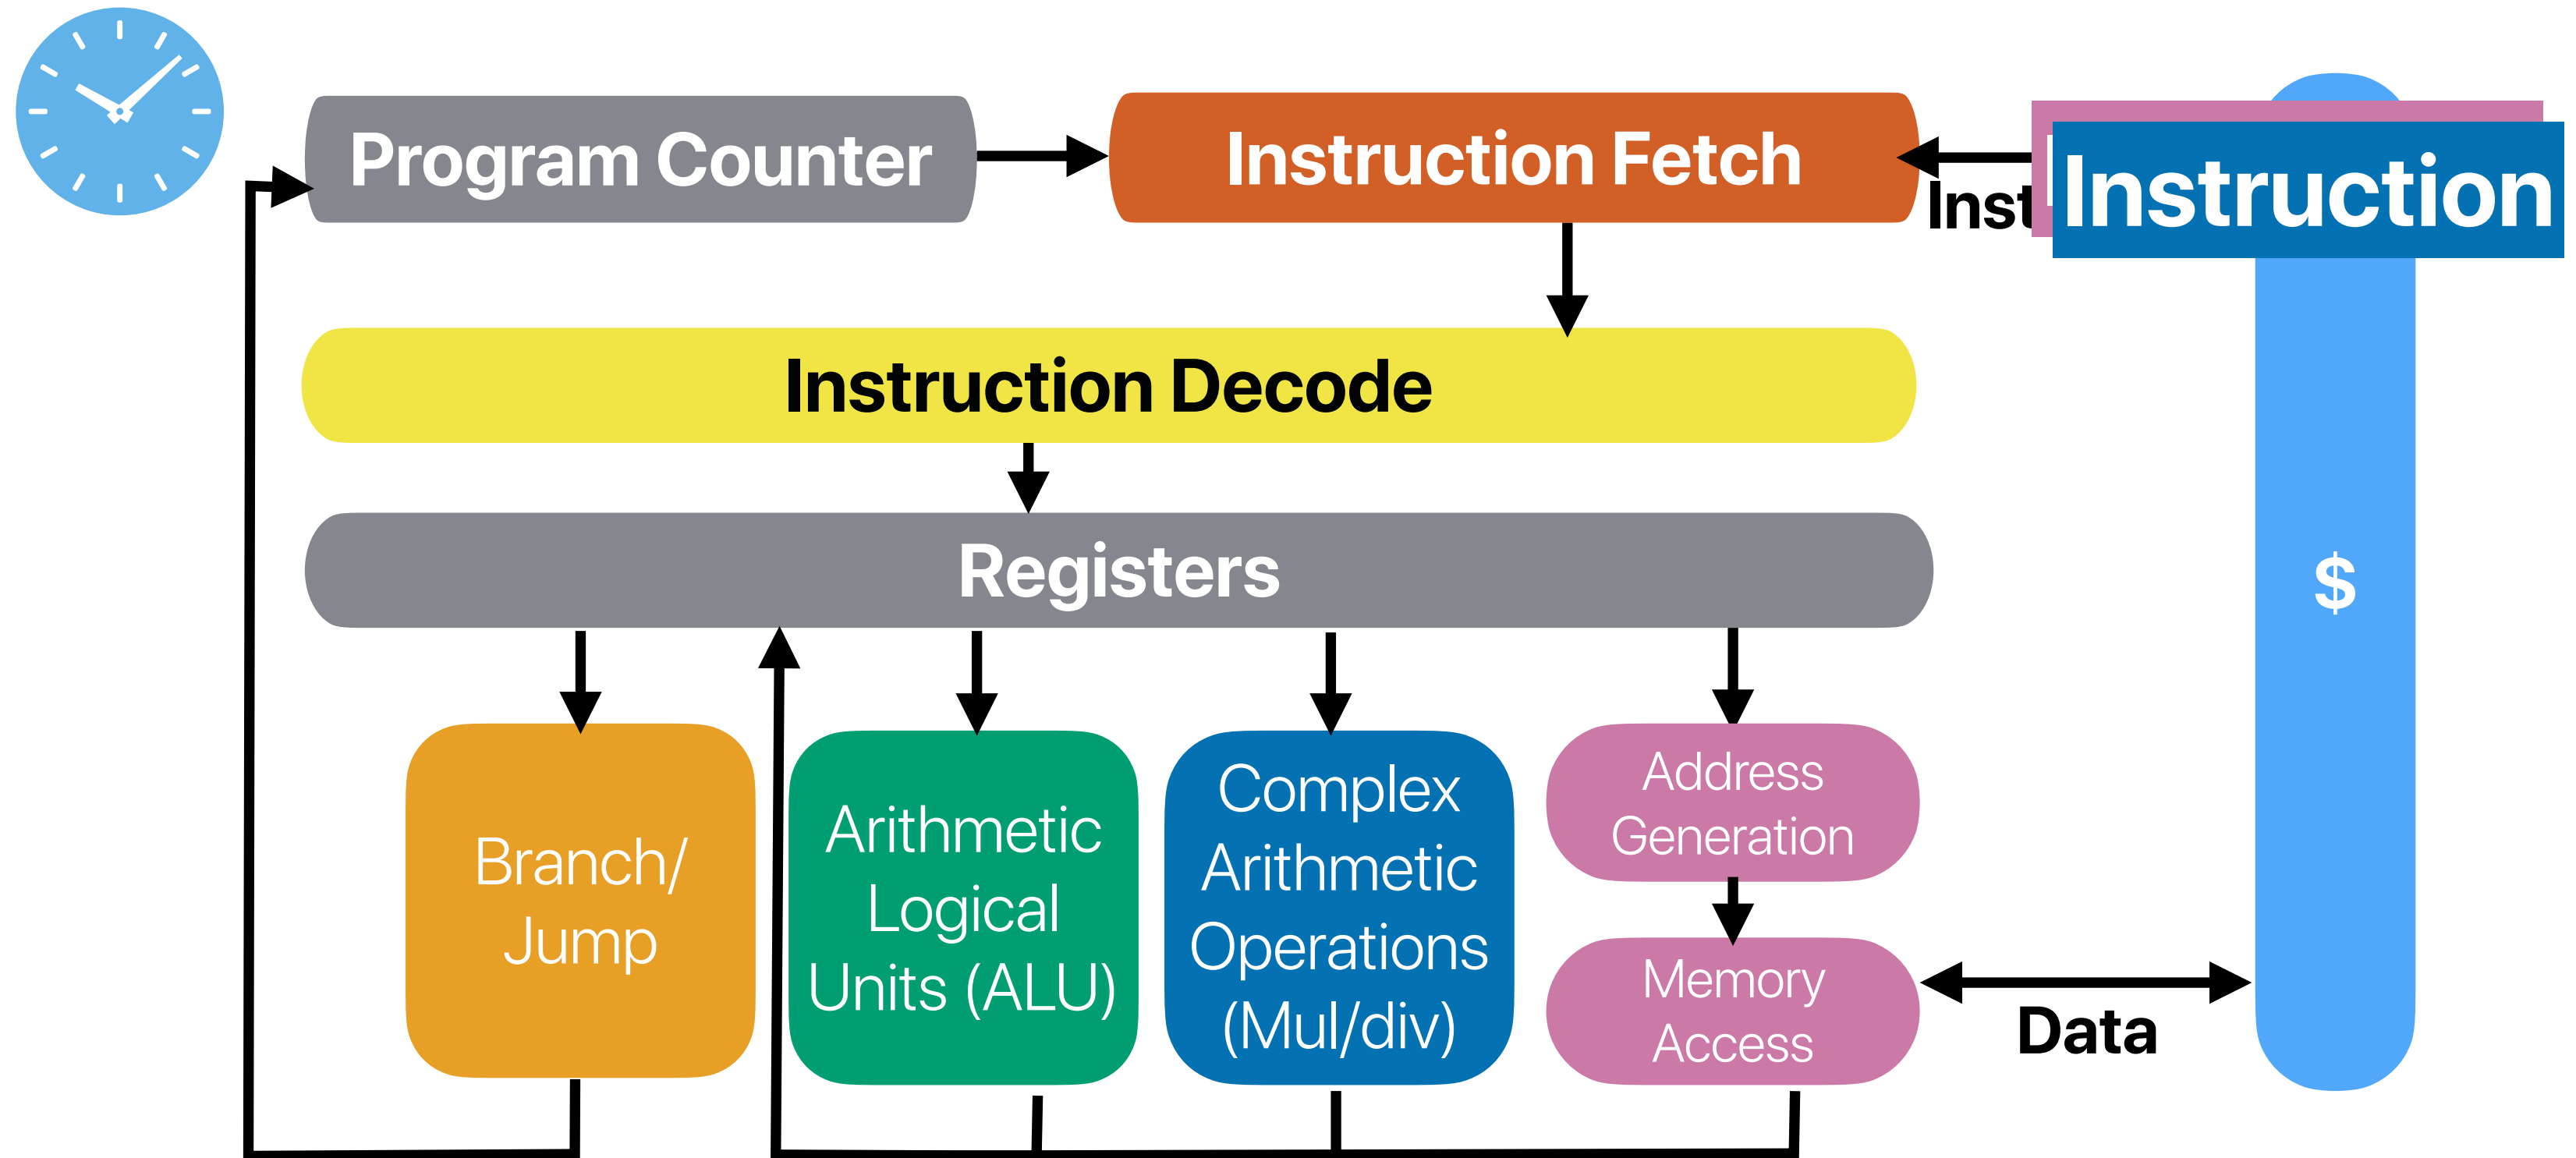 Program Counter
Instruction Fetch
Inst
Instruction
Instruction Decode
Registers
$
Branch/
Jump
Arithmetic
Logical
Units (ALU)
Complex
Arithmetic
Operations
(Mul/div)
Address
Generation
Memory
Access
Data